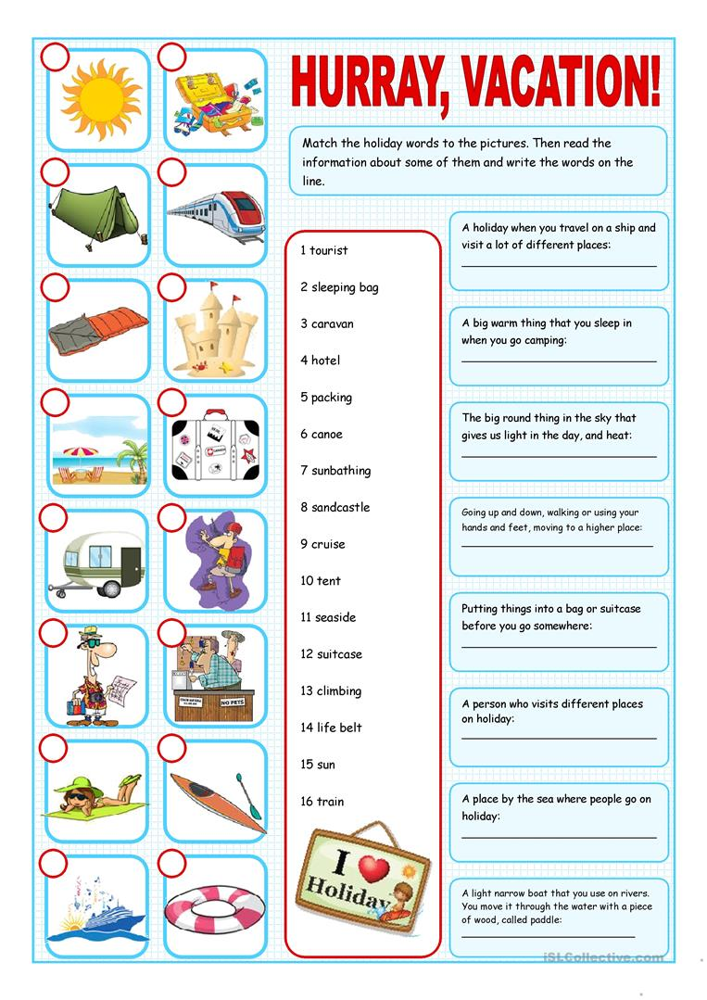 HURRAY, VACATION!
Match the holiday words to the pictures. Then read the
information about some of them and write the words on the
line.
1 tourist
2 sleeping bag
3 caravan
4 hotel
5 packing
6 canoe
7 sunbathing
8 sandcastle
9 cruise
10 tent
11 seaside
12 suitcase
13 climbing
14 life belt
15 sun
16 train
I
Holiday
A holiday when you travel on a ship and
visit a lot of different places:
A big warm thing that you sleep in
when you go camping:
The big round thing in the sky that
gives us light in the day, and heat:
Going up and down, walking or using your
hands and feet, moving to a higher place:
Putting things into a bag or suitcase
before you go somewhere:
A person who visits different places
on holiday:
A place by the sea where people go on
holiday:
A light narrow boat that you use on rivers.
You move it through the water with a piece
of wood, called paddle:
NO PETS
iSLCollective.com